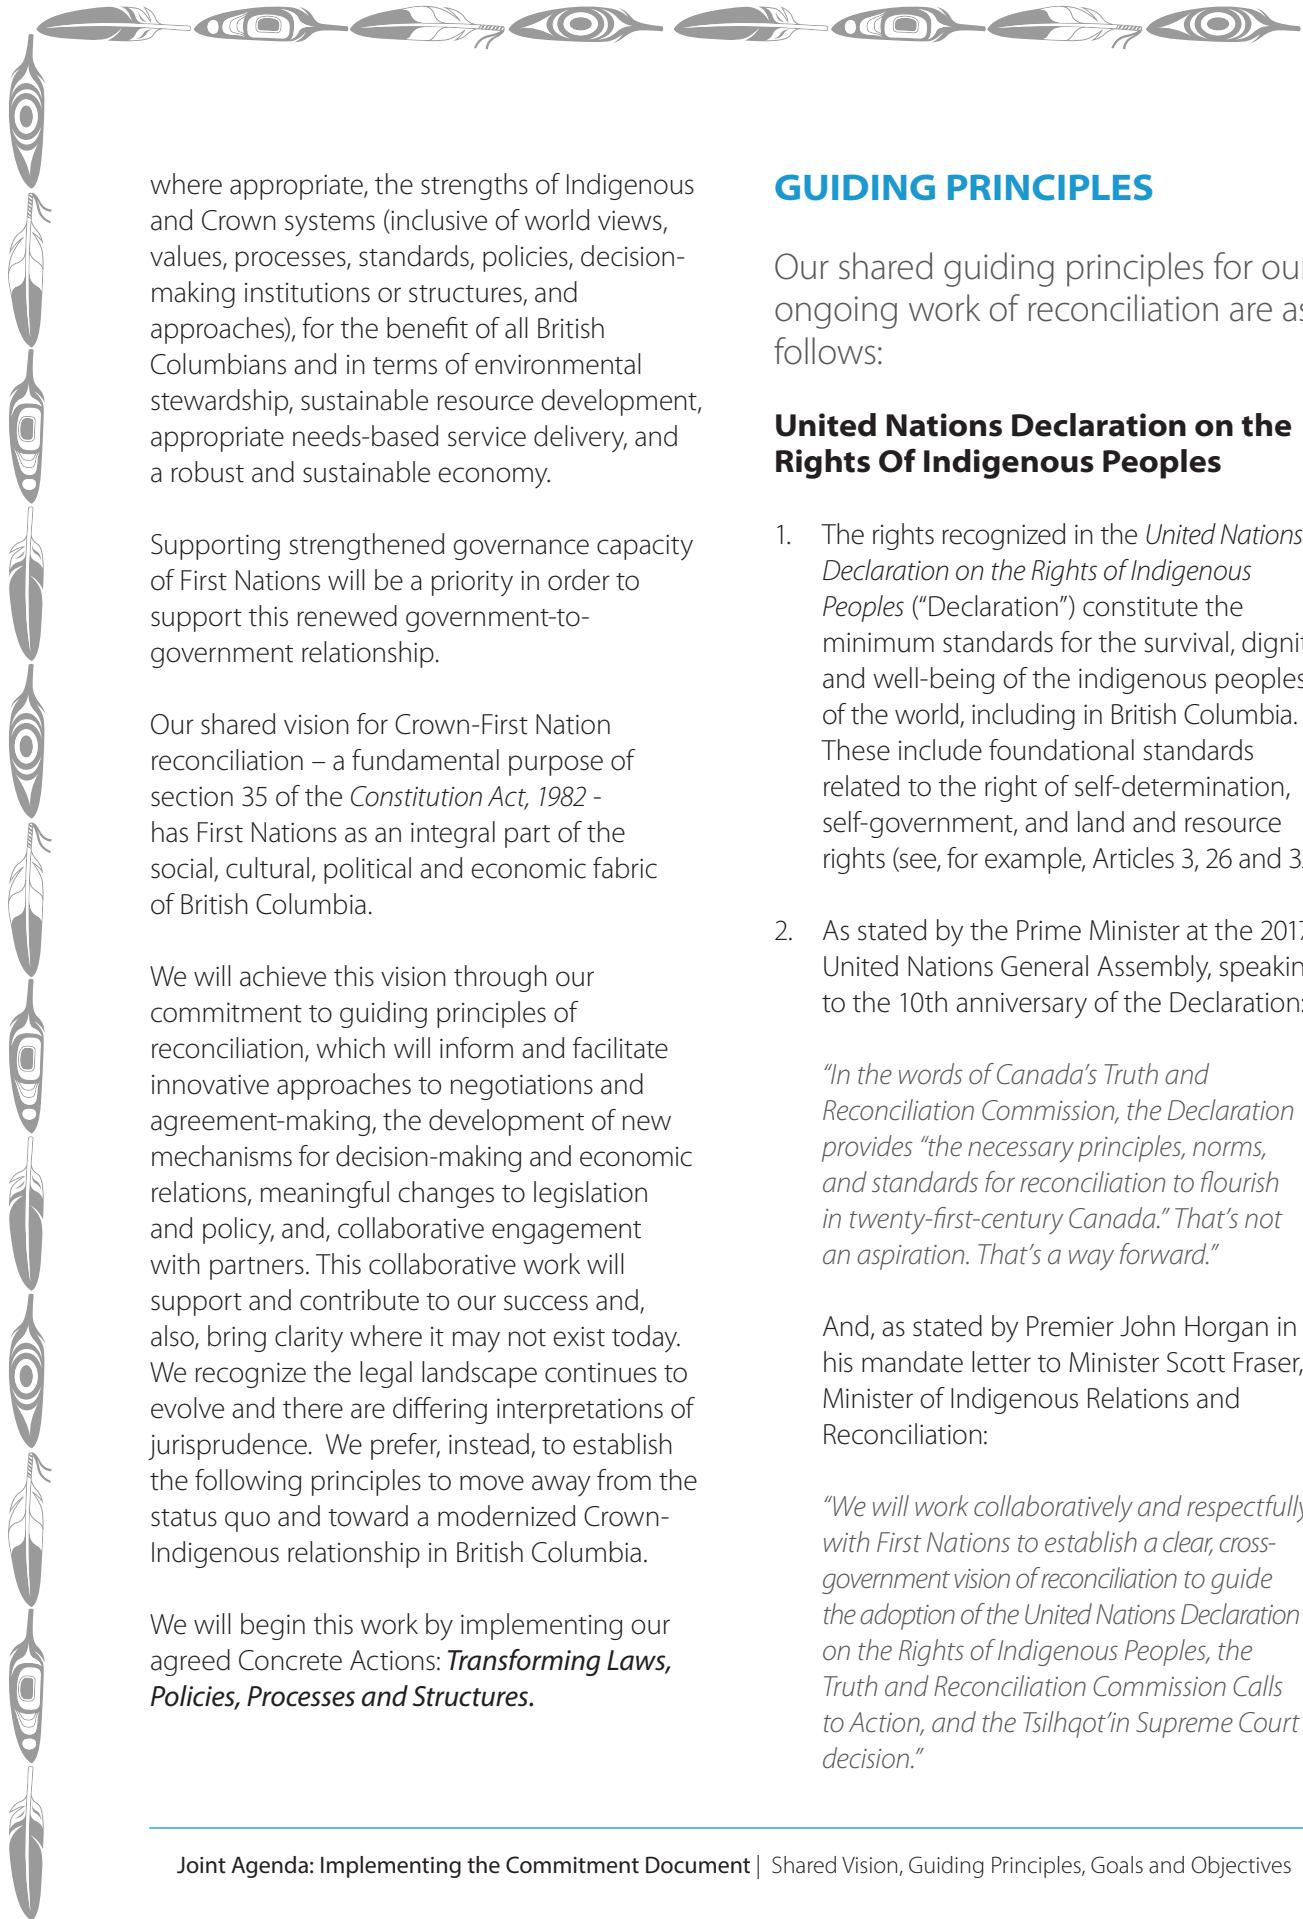 where appropriate, the strengths of Indigenous
and Crown systems (inclusive of world views,
values, processes, standards, policies, decision-
making institutions or structures, and
approaches), for the benefit of all British
Columbians and in terms of environmental
stewardship, sustainable resource development,
appropriate needs-based service delivery, and
a robust and sustainable economy.
Supporting strengthened governance capacity
of First Nations will be a priority in order to
support this renewed government-to-
government relationship.
Our shared vision for Crown-First Nation
reconciliation – a fundamental purpose of
section 35 of the Constitution Act, 1982 -
has First Nations as an integral part of the
social, cultural, political and economic fabric
of British Columbia.
We will achieve this vision through our
commitment to guiding principles of
reconciliation, which will inform and facilitate
innovative approaches to negotiations and
agreement-making, the development of new
mechanisms for decision-making and economic
relations, meaningful changes to legislation
and policy, and, collaborative engagement
with partners. This collaborative work will
support and contribute to our success and,
also, bring clarity where it may not exist today.
We recognize the legal landscape continues to
evolve and there are differing interpretations of
jurisprudence.  We prefer, instead, to establish
the following principles to move away from the
status quo and toward a modernized Crown-
Indigenous relationship in British Columbia.
We will begin this work by implementing our
agreed Concrete Actions: Transforming Laws,
Policies, Processes and Structures.
GUIDING PRINCIPLES
Our shared guiding principles for our
ongoing work of reconciliation are as
follows:
United Nations Declaration on the
Rights Of Indigenous Peoples
1. The rights recognized in the United Nations
Declaration on the Rights of Indigenous
Peoples (“Declaration”) constitute the
minimum standards for the survival, dignit
and well-being of the indigenous peoples
of the world, including in British Columbia.
These include foundational standards
related to the right of self-determination,
self-government, and land and resource
rights (see, for example, Articles 3, 26 and
2. As stated by the Prime Minister at the 2017
United Nations General Assembly, speakin
to the 10th anniversary of the Declaration:
“In the words of Canada’s Truth and
Reconciliation Commission, the Declaration
provides “the necessary principles, norms,
and standards for reconciliation to flourish
in twenty-first-century Canada.” That’s not
an aspiration. That’s a way forward.”
And, as stated by Premier John Horgan in
his mandate letter to Minister Scott Fraser,
Minister of Indigenous Relations and
Reconciliation:
“We will work collaboratively and respectfully
with First Nations to establish a clear, cross-
government vision of reconciliation to guide
the adoption of the United Nations Declaration
on the Rights of Indigenous Peoples, the
Truth and Reconciliation Commission Calls
to Action, and the Tsilhqot’in Supreme Court
decision.”
Joint Agenda: Implementing the Commitment Document | Shared Vision, Guiding Principles, Goals and Objectives